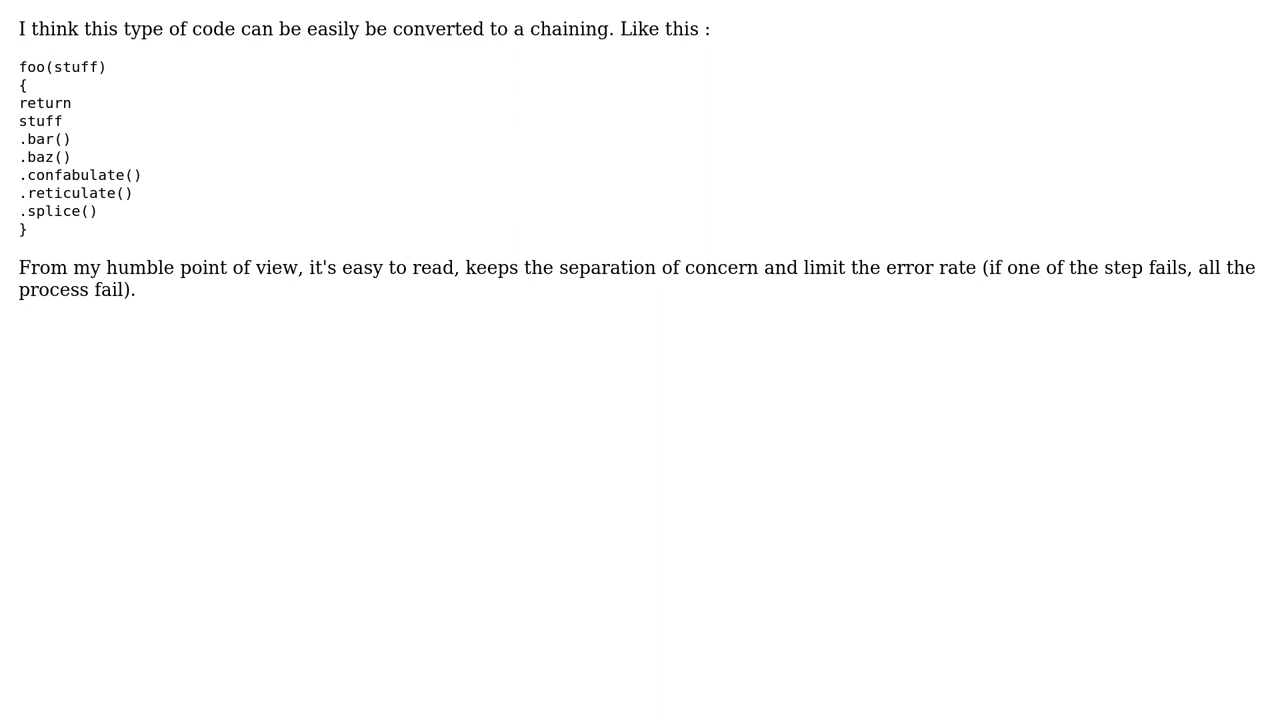 I think this type of code can be easily be converted to a chaining. Like this :
foo(stuff)
{
return
stuff
.bar()
.baz()
.confabulate()
.reticulate()
.splice()
}
From my humble point of view, it's easy to read, keeps the separation of concern and limit the error rate (if one of the step fails, all the
process fail).